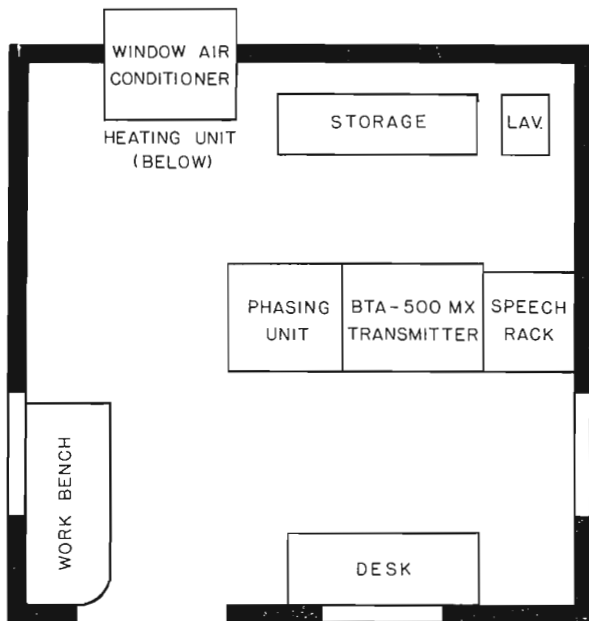 WINDOW AIR
CONDITIONER
HEATING UNIT
(BELOW)
STORAGE
LAV.
PHASING
UNIT
BTA-500 MX
TRANSMITTER
SPEECH
RACK
WORK BENCH
DESK